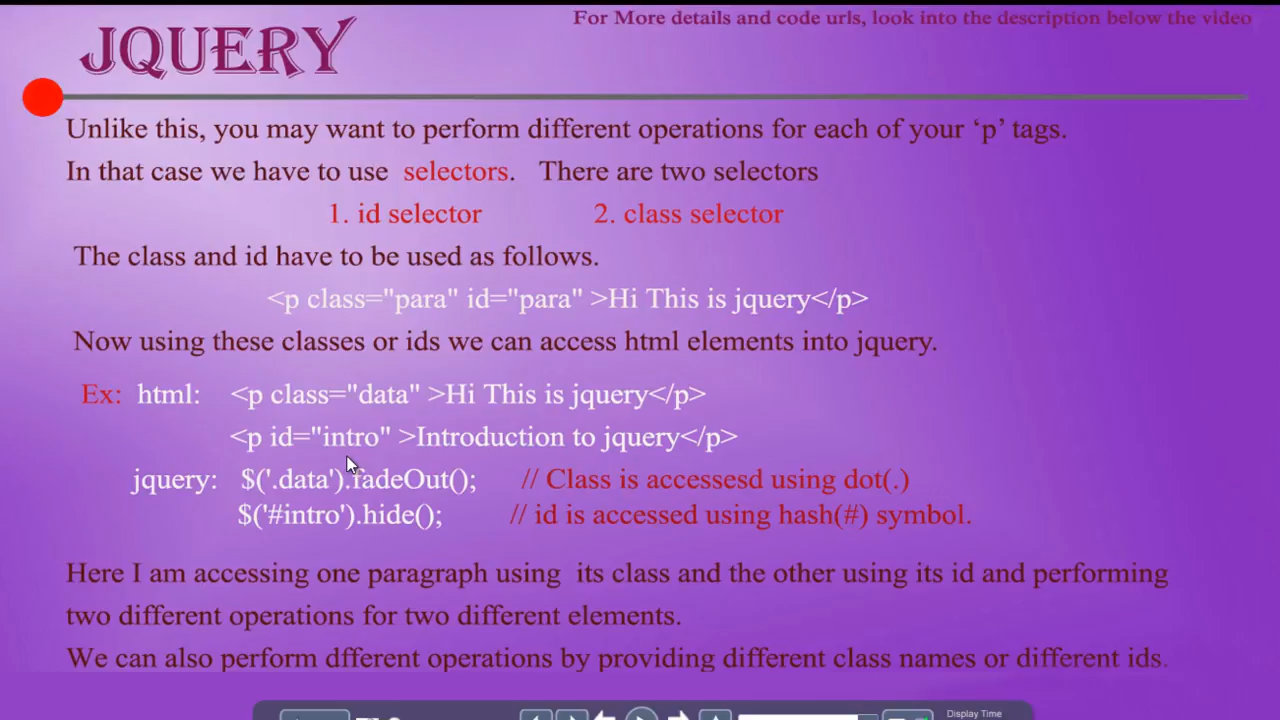 For More details and code urls, look into the description below the video
JQUERY
Unlike this, you may want to perform different operations for each of your ‘p’ tags.
In that case we have to use selectors. There are two selectors
1. id selector 2. class selector
The class and id have to be used as follows.
<p class="para" id="para" >Hi This is jquery</p>
Now using these classes or ids we can access html elements into jquery.
Ex: html: <p class="data" >Hi This is jquery</p>
<p id="intro" >Introduction to jquery</p>
jquery: $('.data').fadeOut(); // Class is accessesd using dot(.)
$('#intro').hide(); // id is accessed using hash(#) symbol.
Here I am accessing one paragraph using its class and the other using its id and performing
two different operations for two different elements.
We can also perform dfferent operations by providing different class names or different ids.
Display Time